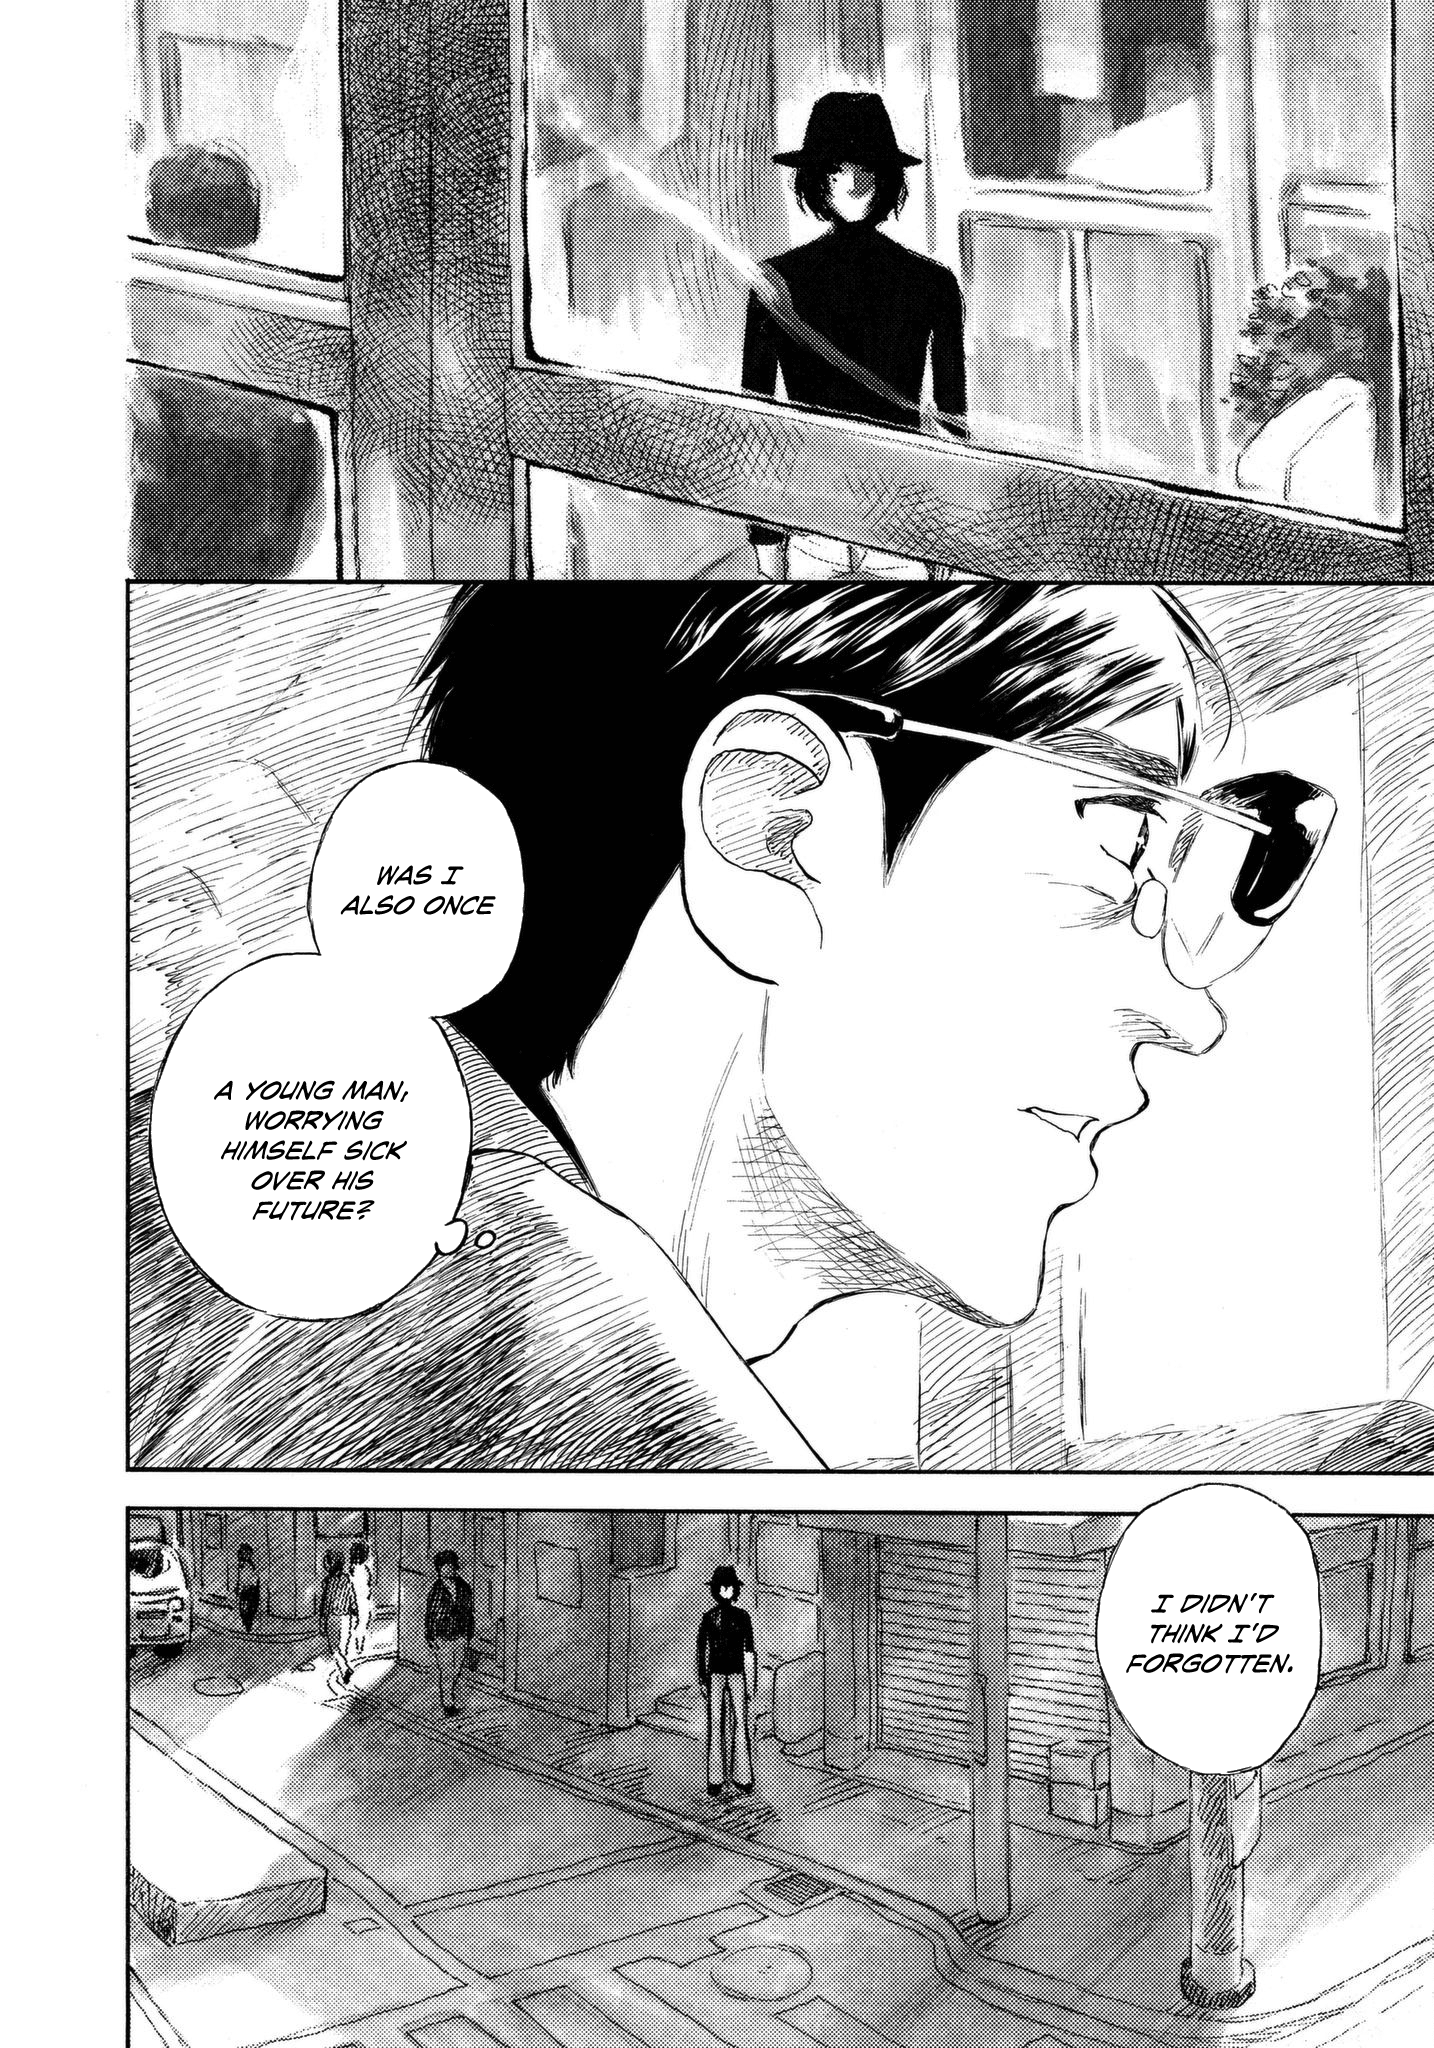 WAS I
ALSO ONCE
A YOUNG MAN,
WORRYING
HIMSELF SICK
OVER HIS
FUTURE?
I DIDN'T
THINK I'D
FORGOTTEN.